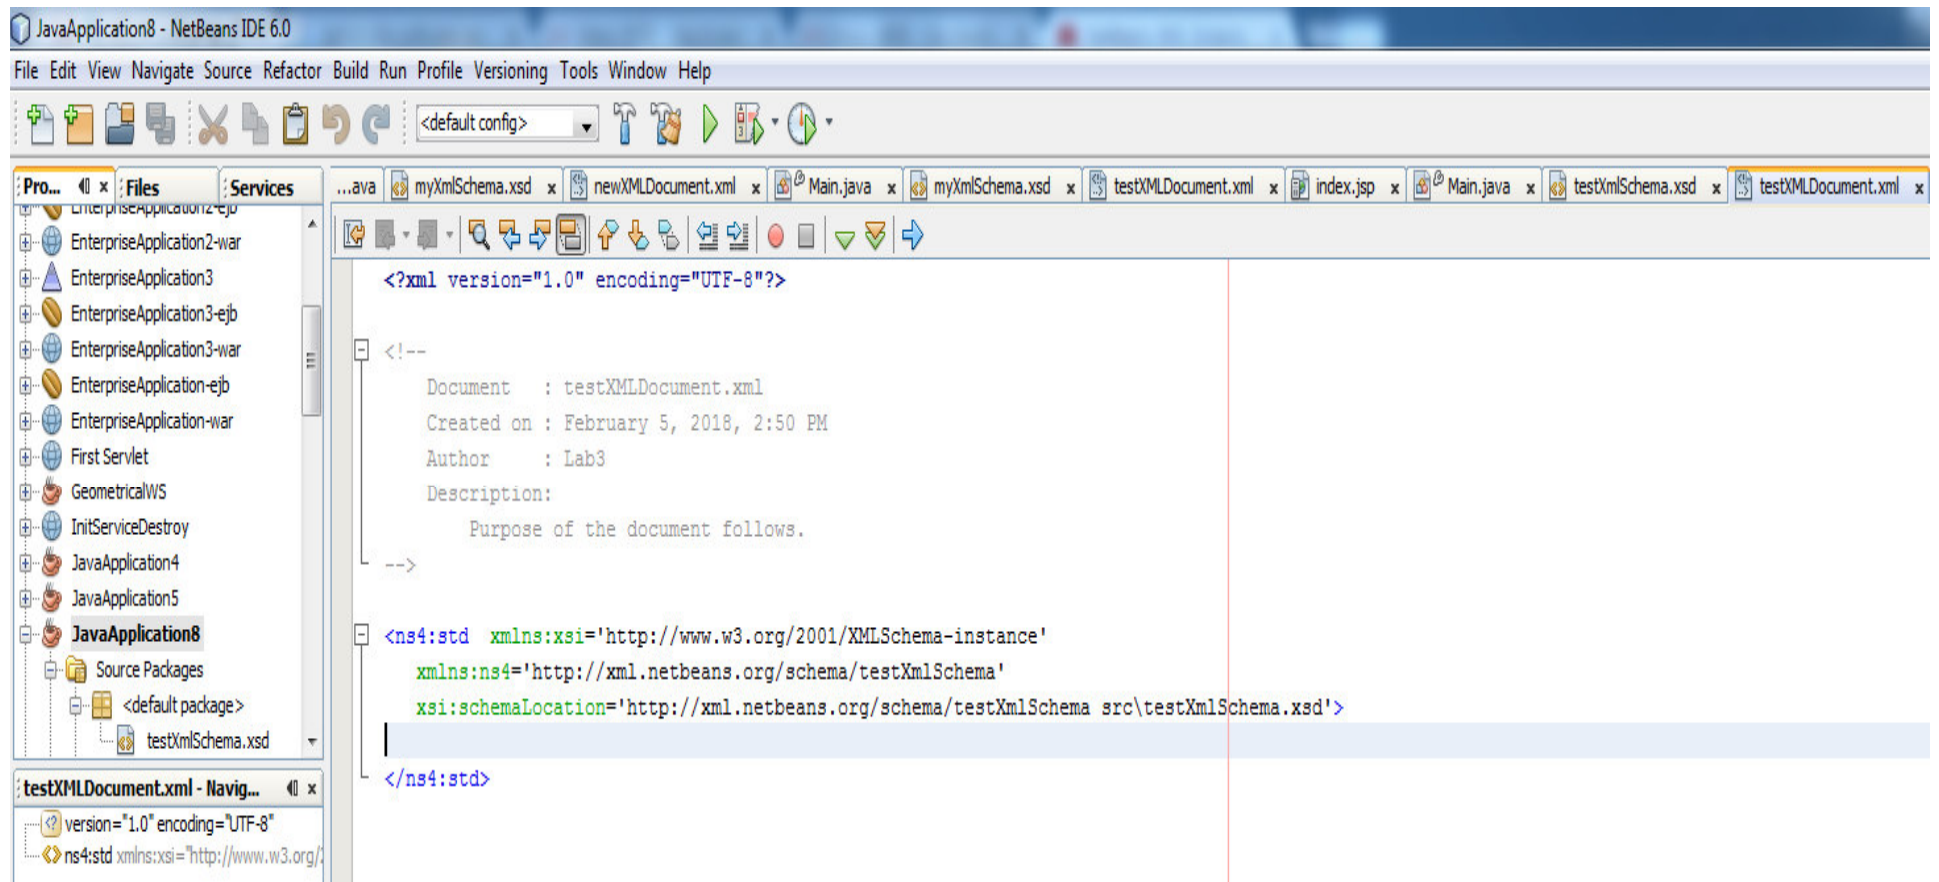 JavaApplication8 - NetBeans IDE 6.0
File Edit View Navigate Source Refactor Build Run Profile Versioning Tools Window Help
<default config>
Pro... Files Services
...ava myXmlSchema.xsd newXMLDocument.xml Main.java myXmlSchema.xsd testXMLDocument.xml index.jsp Main.java testXmlSchema.xsd testXMLDocument.xml
EnterpriseApplication2-ejb
EnterpriseApplication2-war
EnterpriseApplication3
EnterpriseApplication3-ejb
EnterpriseApplication3-war
EnterpriseApplication-ejb
EnterpriseApplication-war
First Servlet
GeometricalWS
InitServiceDestroy
JavaApplication4
JavaApplication5
JavaApplication8
Source Packages
<default package>
testXmlSchema.xsd
testXMLDocument.xml - Navig...
version="1.0" encoding="UTF-8"
ns4:std xmlns:xsi="http://www.w3.org/
<?xml version="1.0" encoding="UTF-8"?>
<!--
Document : testXMLDocument.xml
Created on : February 5, 2018, 2:50 PM
Author : Lab3
Description:
Purpose of the document follows.
-->
<ns4:std xmlns:xsi='http://www.w3.org/2001/XMLSchema-instance'
xmlns:ns4='http://xml.netbeans.org/schema/testXmlSchema'
xsi:schemaLocation='http://xml.netbeans.org/schema/testXmlSchema src\testXmlSchema.xsd'>
</ns4:std>